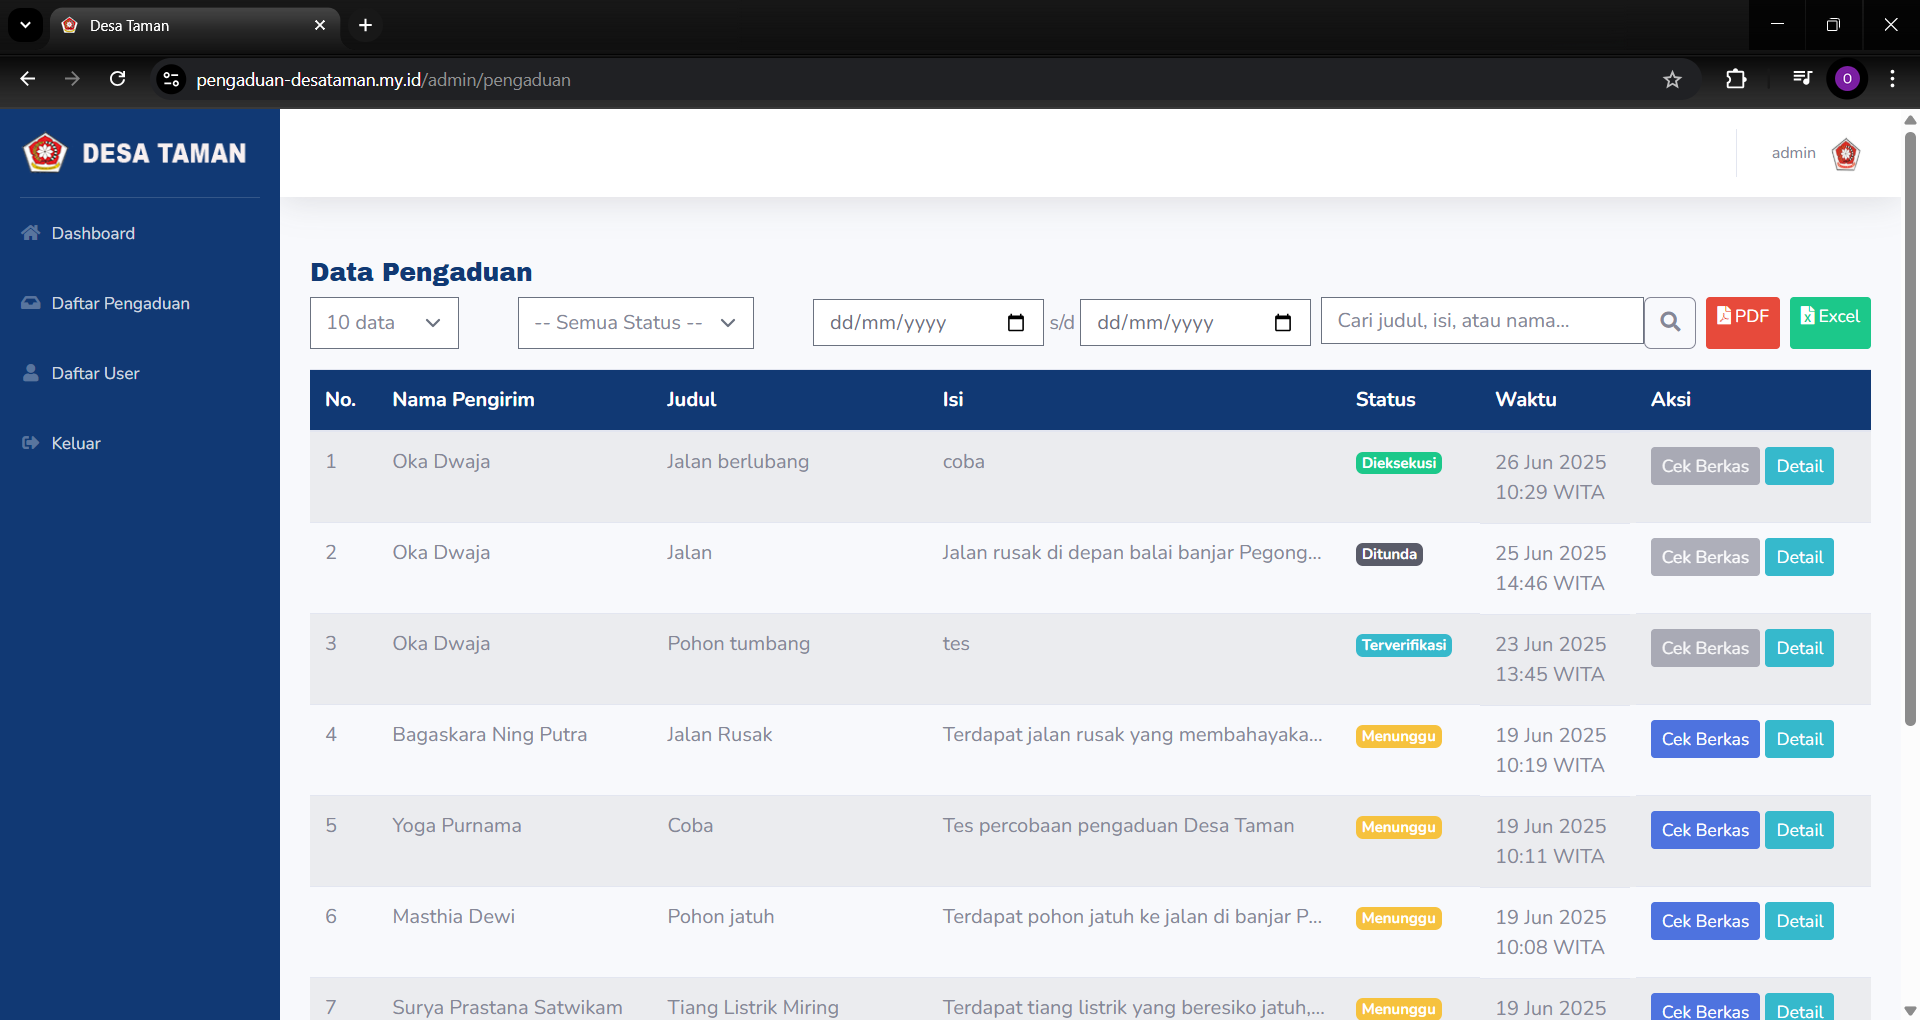 Desa Taman
pengaduan-desataman.my.id/admin/pengaduan
O
DESA TAMAN
admin
Dashboard
Daftar Pengaduan
Daftar User
Keluar
Data Pengaduan
10 data
-- Semua Status --
dd/mm/yyyy s/d dd/mm/yyyy
Cari judul, isi, atau nama...
PDF
Excel
No. Nama Pengirim Judul Isi Status Waktu Aksi
1 Oka Dwaja Jalan berlubang coba Dieksekusi 26 Jun 2025 Cek Berkas Detail
10:29 WITA
2 Oka Dwaja Jalan Jalan rusak di depan balai banjar Pegong... Ditunda 25 Jun 2025 Cek Berkas Detail
14:46 WITA
3 Oka Dwaja Pohon tumbang tes Terverifikasi 23 Jun 2025 Cek Berkas Detail
13:45 WITA
4 Bagaskara Ning Putra Jalan Rusak Terdapat jalan rusak yang membahayaka... Menunggu 19 Jun 2025 Cek Berkas Detail
10:19 WITA
5 Yoga Purnama Coba Tes percobaan pengaduan Desa Taman Menunggu 19 Jun 2025 Cek Berkas Detail
10:11 WITA
6 Masthia Dewi Pohon jatuh Terdapat pohon jatuh ke jalan di banjar P... Menunggu 19 Jun 2025 Cek Berkas Detail
10:08 WITA
7 Surya Prastana Satwikam Tiang Listrik Miring Terdapat tiang listrik yang beresiko jatuh,... Menunggu 19 Jun 2025 Cek Berkas Detail